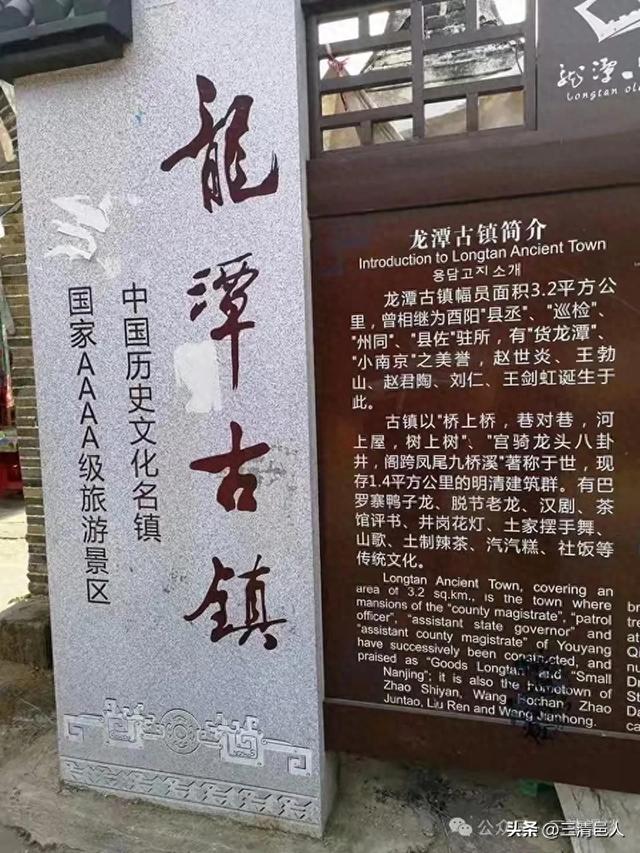 龍潭古镇
中国历史文化名镇
国家AAAA级旅游景区
龙潭
Longtan ol
龙潭古镇简介
Introduction to Longtan Ancient Town
용담고지 소개
龙潭古镇幅员面积3.2平方公
里，曾相继为酉阳"县丞"、"巡检"、
"州同"、"县佐"驻所，有"货龙潭"、
"小南京"之美誉，赵世炎、王勃
山、赵君陶、刘仁、王剑虹诞生于
此。
古镇以"桥上桥，巷对巷，河
上屋，树上树"、"宫骑龙头八卦
井，阁跨凤尾九桥溪"著称于世，现
存1.4平方公里的明清建筑群。有巴
罗寨鸭子龙、脱节老龙、汉剧、茶
馆评书、井岗花灯、土家摆手舞、
山歌、土制辣茶、汽汽糕、社饭等
传统文化。
Longtan Ancient Town, covering an
area of 3.2 sq.km., is the town where
mansions of the "county magistrate", "patrol
officer", "assistant state governor" and
"assistant county magistrate" of Youyang
have successively been constructed, and
praised as "Goods Longtan" and "Small
Nanjing"; it is also the hometown of
Zhao Shiyan, Wang Boshan, Zhao
Juntao, Liu Ren and Wang Jianhong.
公众
头条 @三清巨人